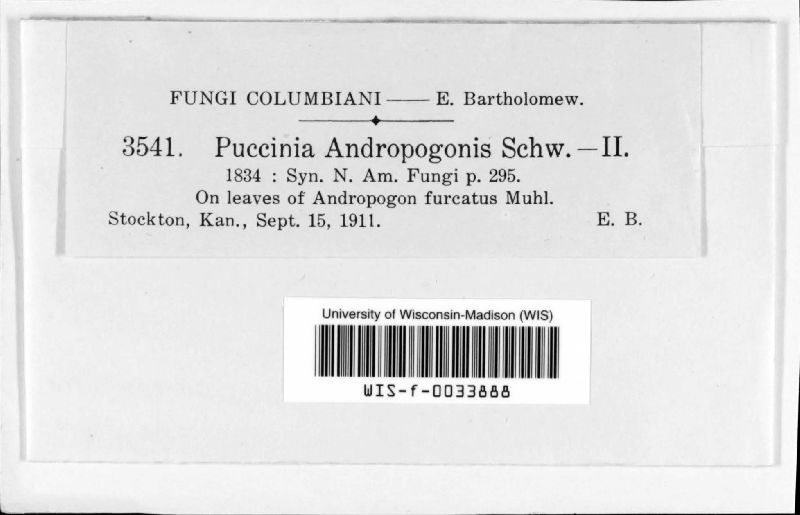 FUNGI COLUMBIANI — E. Bartholomew.
3541. Puccinia Andropogonis Schw. — II.
1834 : Syn. N. Am. Fungi p. 295.
On leaves of Andropogon furcatus Muhl.
Stockton, Kan., Sept. 15, 1911. E. B.
University of Wisconsin-Madison (WIS)
WIS-f-0033888